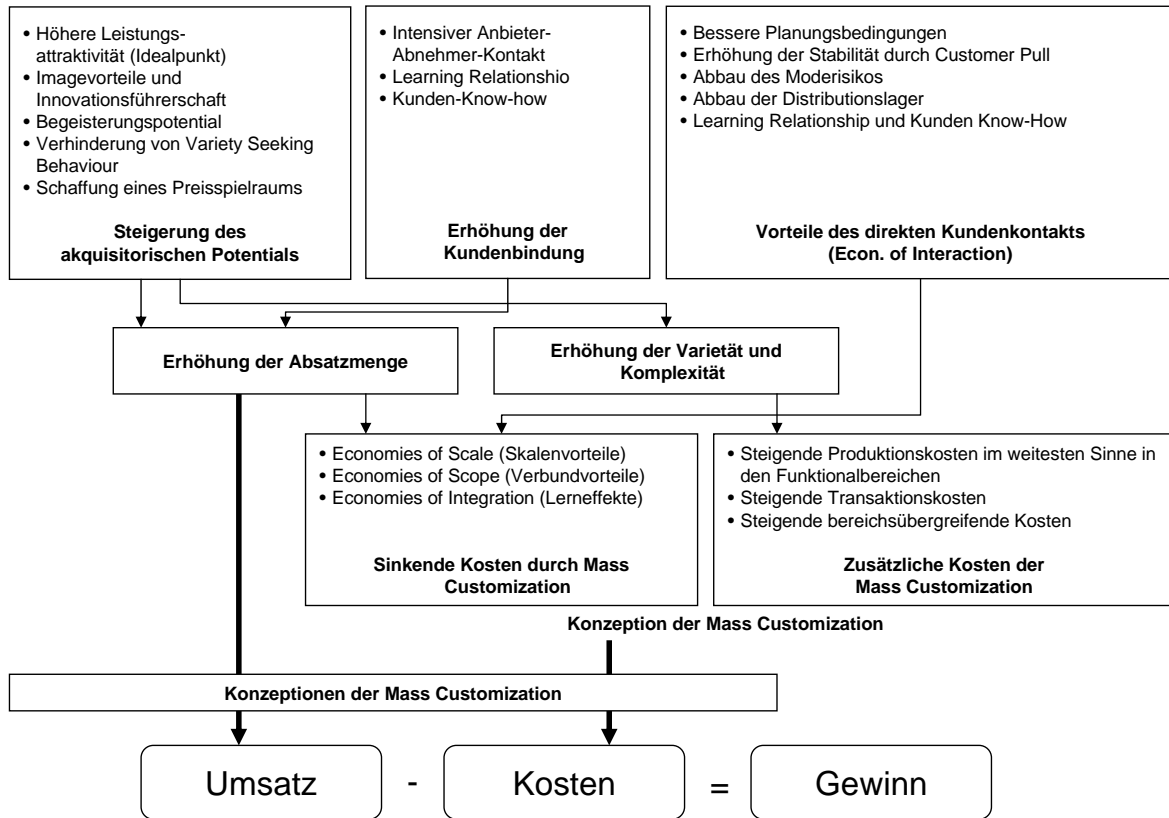 • Höhere Leistungs-
attraktivität (Idealpunkt)
• Imagevorteile und
Innovationsführerschaft
• Begeisterungspotential
• Verhinderung von Variety Seeking
Behaviour
• Schaffung eines Preisspielraums
Steigerung des
akquisitorischen Potentials
• Intensiver Anbieter-
Abnehmer-Kontakt
• Learning Relationshio
• Kunden-Know-how
Erhöhung der
Kundenbindung
• Bessere Planungsbedingungen
• Erhöhung der Stabilität durch Customer Pull
• Abbau des Moderisikos
• Abbau der Distributionslager
• Learning Relationship und Kunden Know-How
Vorteile des direkten Kundenkontakts
(Econ. of Interaction)
Erhöhung der Absatzmenge
Erhöhung der Varietät und
Komplexität
• Economies of Scale (Skalenvorteile)
• Economies of Scope (Verbundvorteile)
• Economies of Integration (Lerneffekte)
Sinkende Kosten durch Mass
Customization
• Steigende Produktionskosten im weitesten Sinne in
den Funktionalbereichen
• Steigende Transaktionskosten
• Steigende bereichsübergreifende Kosten
Zusätzliche Kosten der
Mass Customization
Konzeption der Mass Customization
Konzeptionen der Mass Customization
Umsatz - Kosten = Gewinn